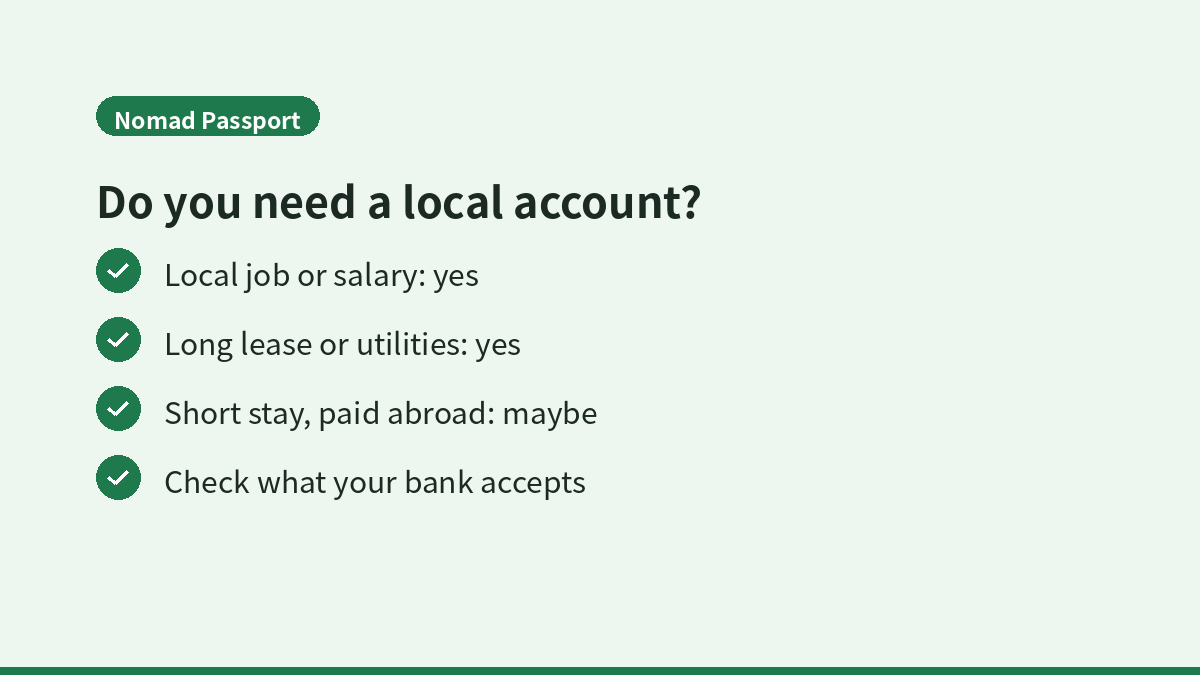 Nomad Passport
Do you need a local account?
Local job or salary: yes
Long lease or utilities: yes
Short stay, paid abroad: maybe
Check what your bank accepts